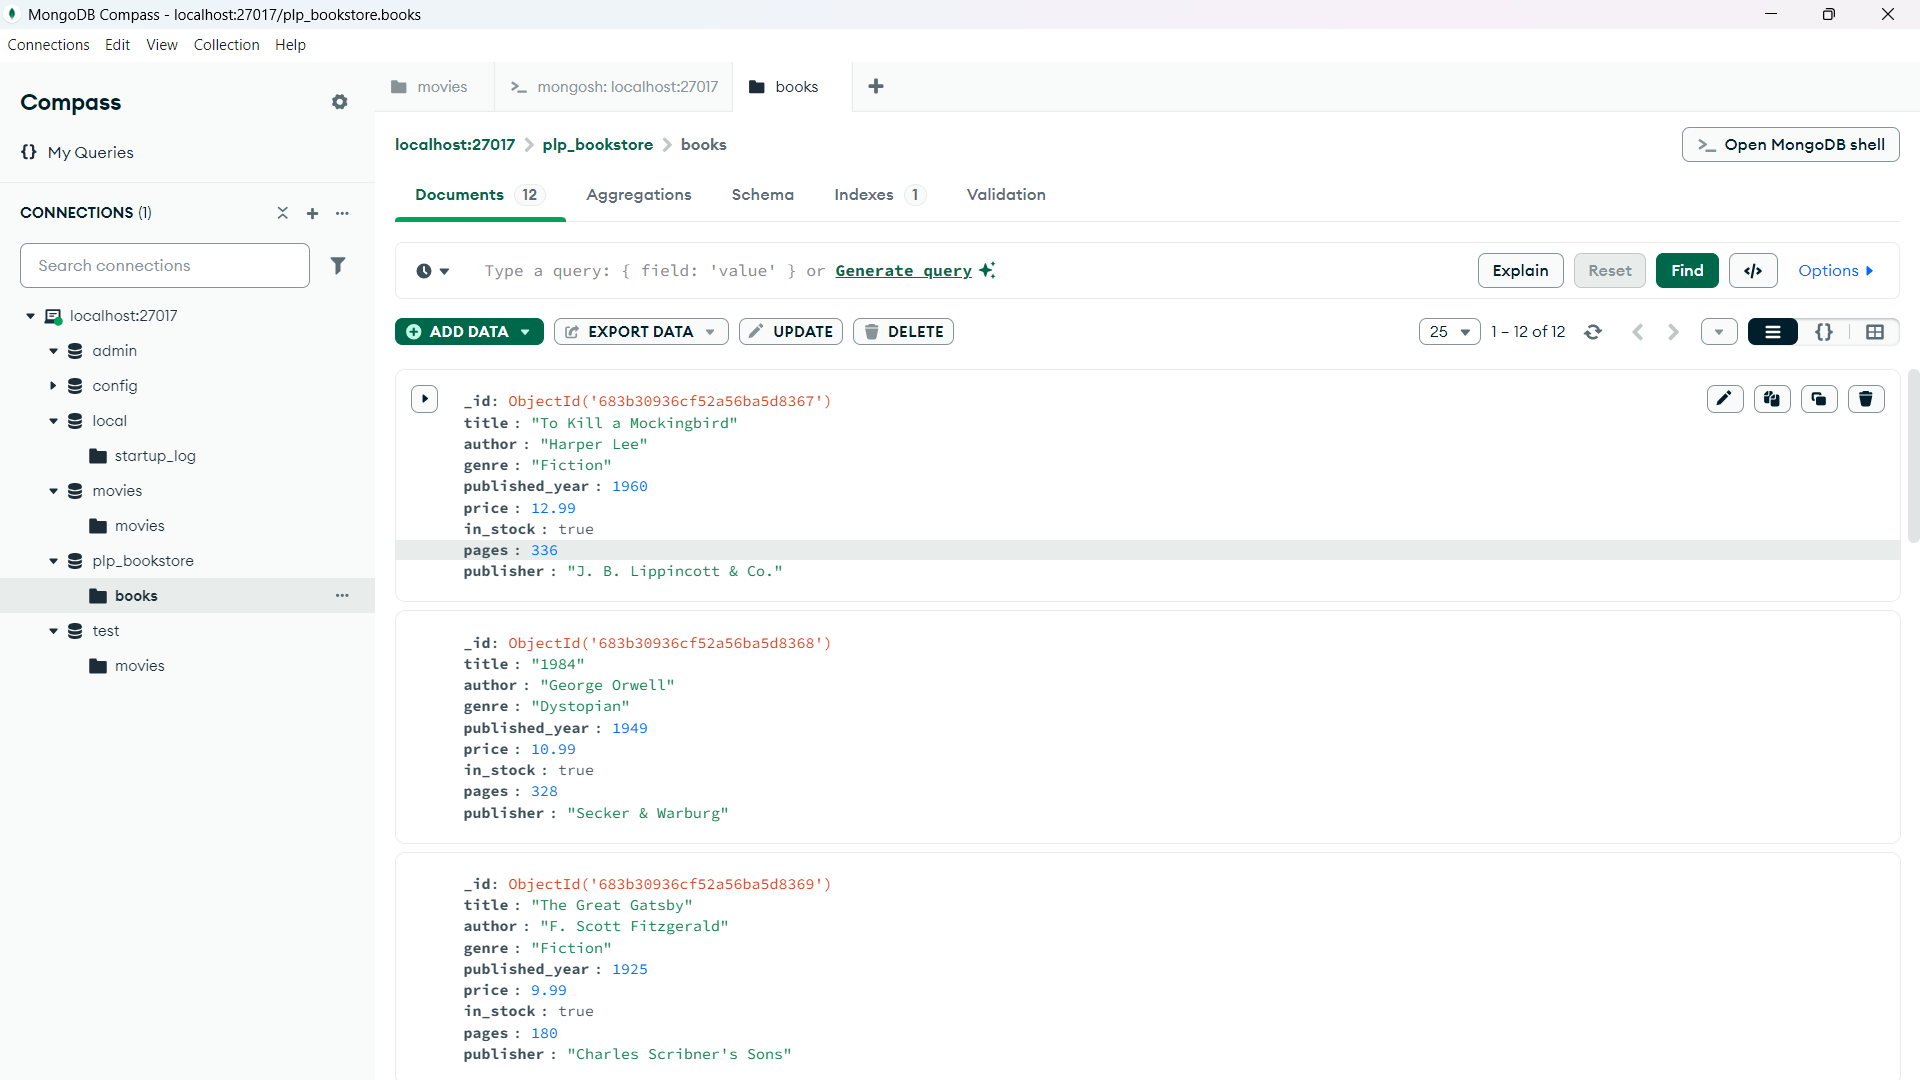 MongoDB Compass - localhost:27017/plp_bookstore.books
Connections Edit View Collection Help
Compass
{} My Queries
CONNECTIONS (1)
Search connections
localhost:27017
admin
config
local
startup_log
movies
movies
plp_bookstore
books
test
movies
movies
>_ mongosh: localhost:27017
books
localhost:27017 > plp_bookstore > books
>_ Open MongoDB shell
Documents 12 Aggregations Schema Indexes 1 Validation
Type a query: { field: 'value' } or Generate query
Explain Reset Find </> Options
ADD DATA EXPORT DATA UPDATE DELETE
25 1 – 12 of 12 {}
_id: ObjectId('683b30936cf52a56ba5d8367')
title : "To Kill a Mockingbird"
author : "Harper Lee"
genre : "Fiction"
published_year : 1960
price : 12.99
in_stock : true
pages : 336
publisher : "J. B. Lippincott & Co."
_id: ObjectId('683b30936cf52a56ba5d8368')
title : "1984"
author : "George Orwell"
genre : "Dystopian"
published_year : 1949
price : 10.99
in_stock : true
pages : 328
publisher : "Secker & Warburg"
_id: ObjectId('683b30936cf52a56ba5d8369')
title : "The Great Gatsby"
author : "F. Scott Fitzgerald"
genre : "Fiction"
published_year : 1925
price : 9.99
in_stock : true
pages : 180
publisher : "Charles Scribner's Sons"